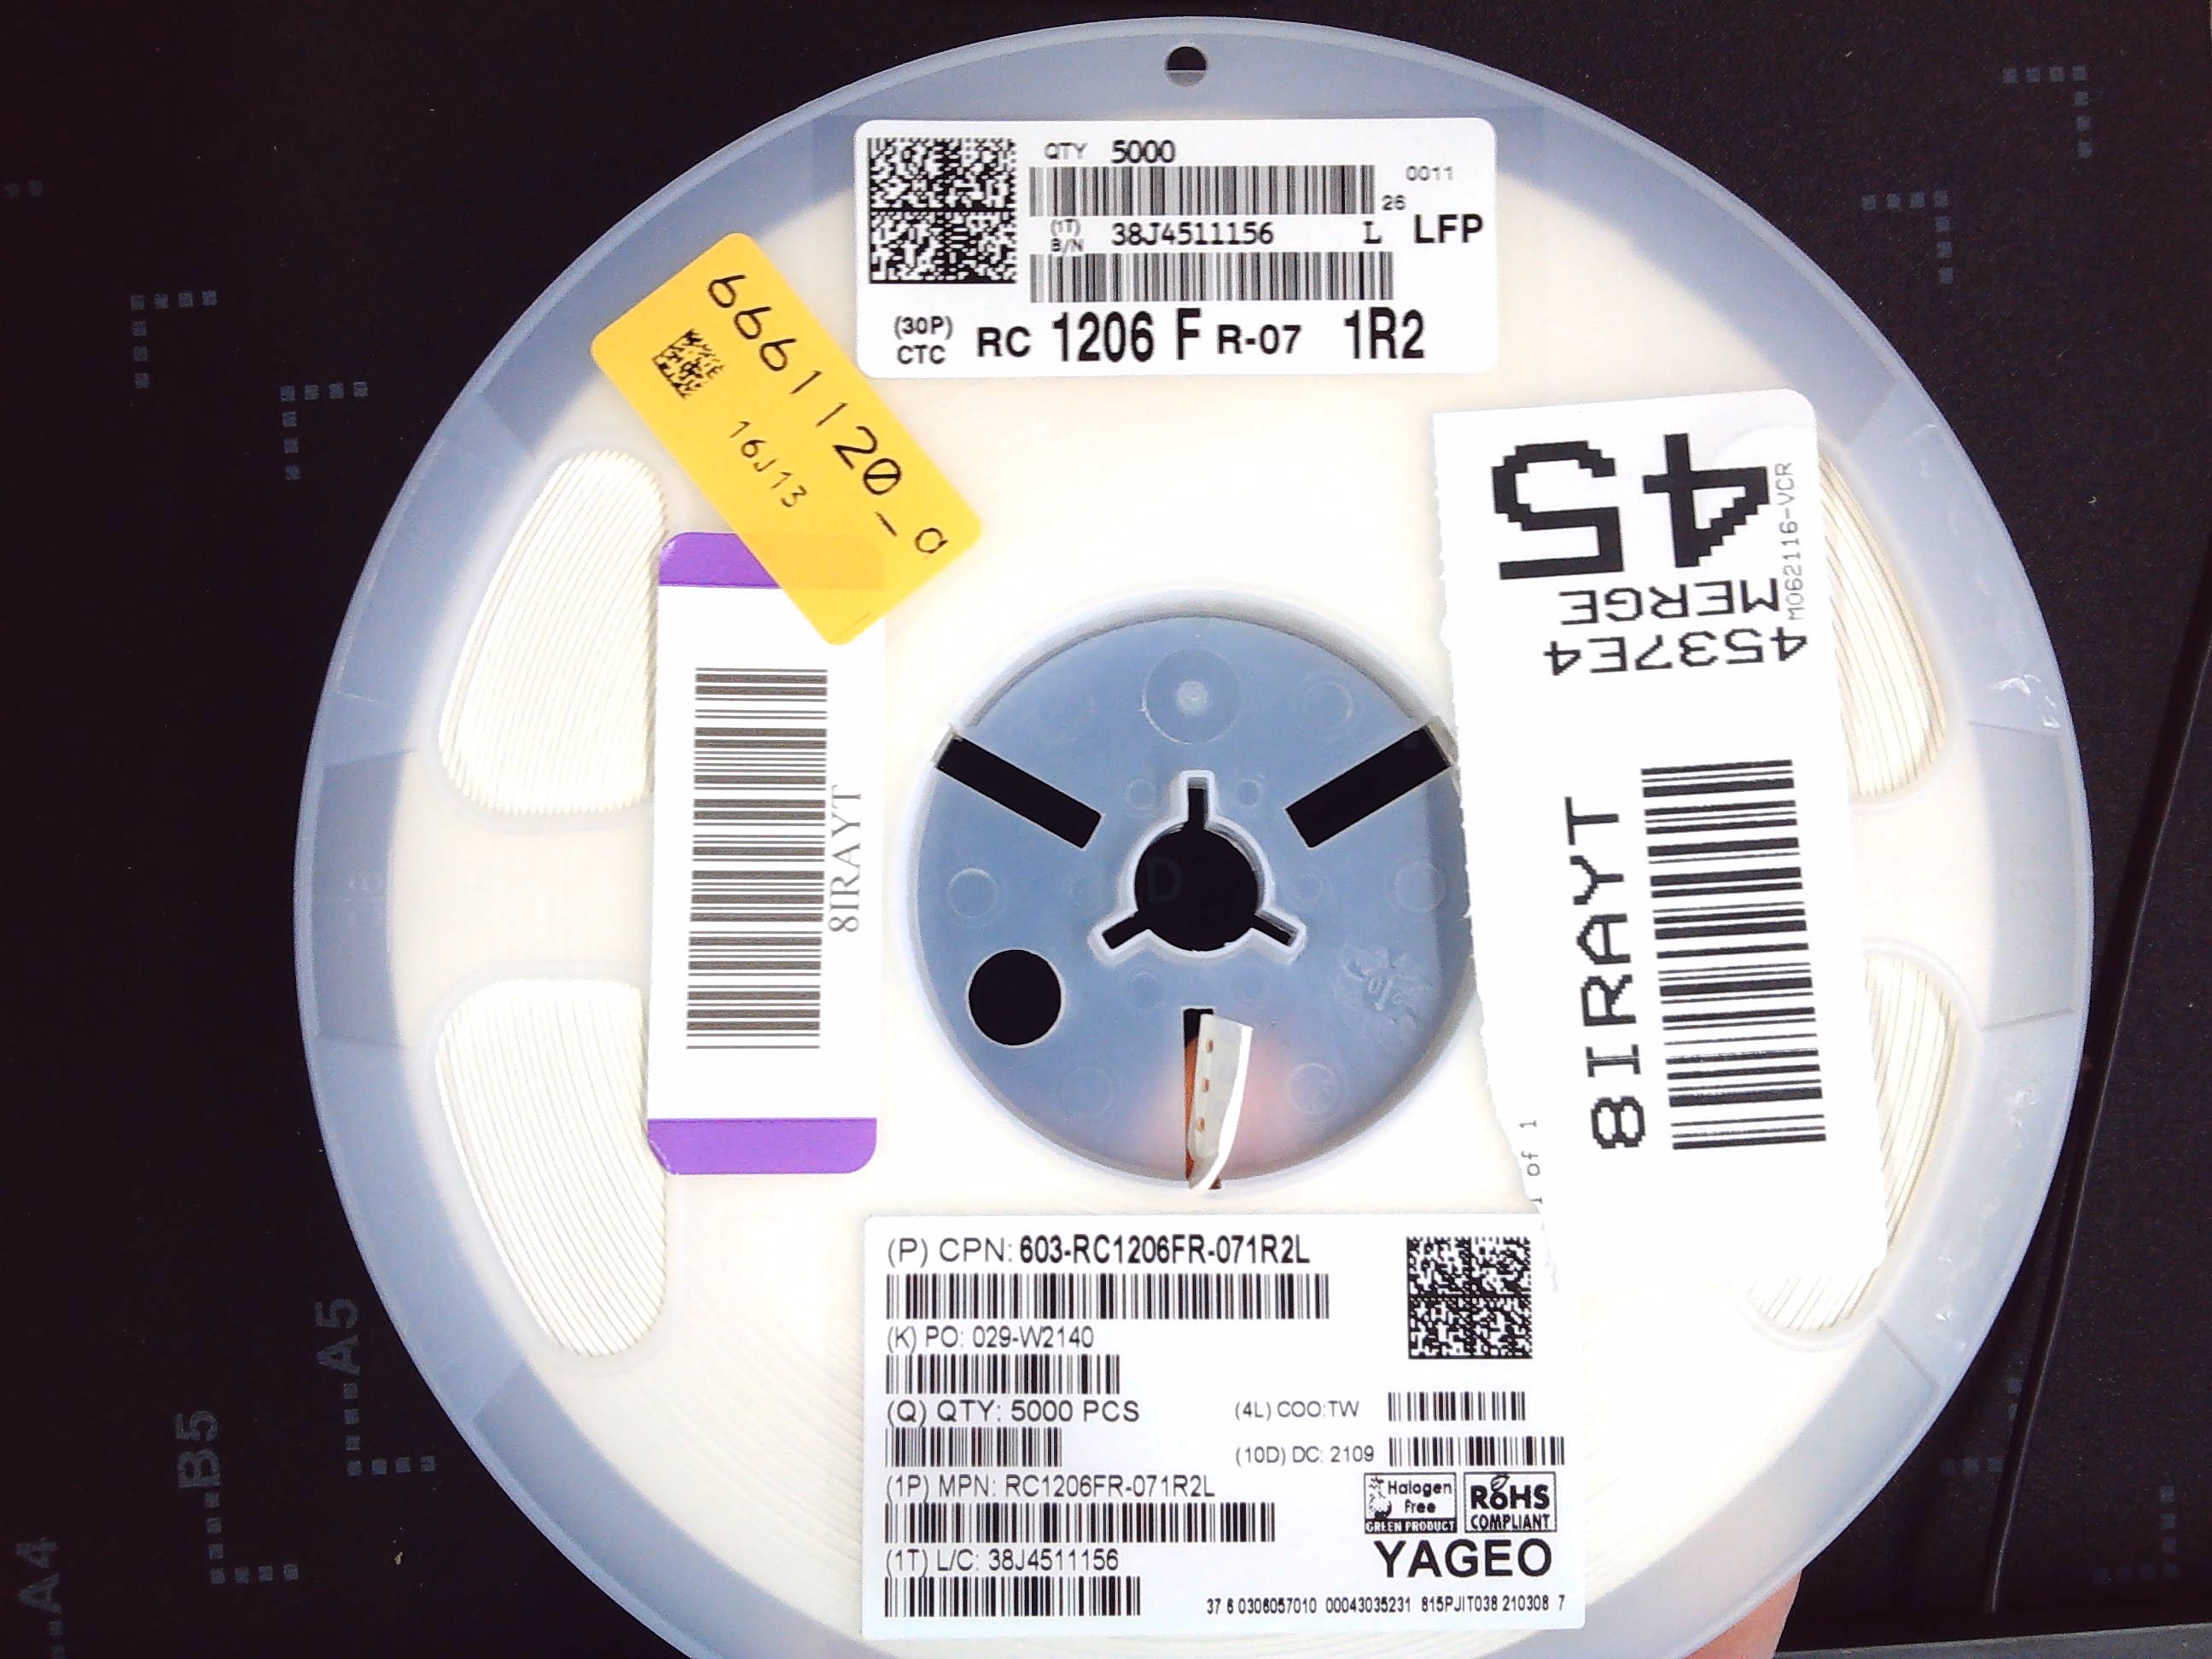 QTY 5000
0011
26
(1T)
B/N 38J4511156 L LFP
(30P)
CTC RC 1206 F R-07 1R2
6661120_a
16J13
8IRAYT
45
MERGE
4537E4
M062116-VCR
8IRAYT
1 of 1
(P) CPN: 603-RC1206FR-071R2L
(K) PO: 029-W2140
(Q) QTY: 5000 PCS
(4L) COO:TW
(10D) DC: 2109
(1P) MPN: RC1206FR-071R2L
Halogen
Free
GREEN PRODUCT
RoHS
COMPLIANT
(1T) L/C: 38J4511156
YAGEO
37 6 0306057010 00043035231 815PJIT038 210308 7
A5
B5
A4